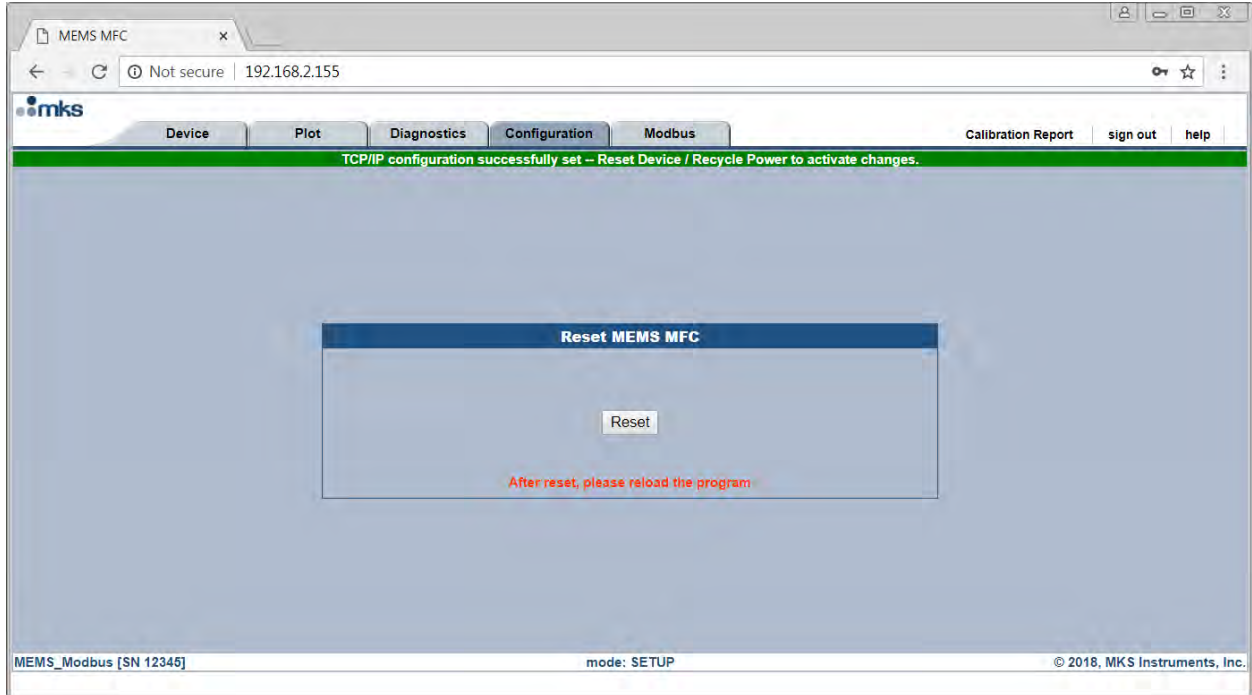 MEMS MFC
Not secure 192.168.2.155
mks
Device Plot Diagnostics Configuration Modbus Calibration Report sign out help
TCP/IP configuration successfully set -- Reset Device / Recycle Power to activate changes.
Reset MEMS MFC
Reset
After reset, please reload the program
MEMS_Modbus [SN 12345] mode: SETUP © 2018, MKS Instruments, Inc.